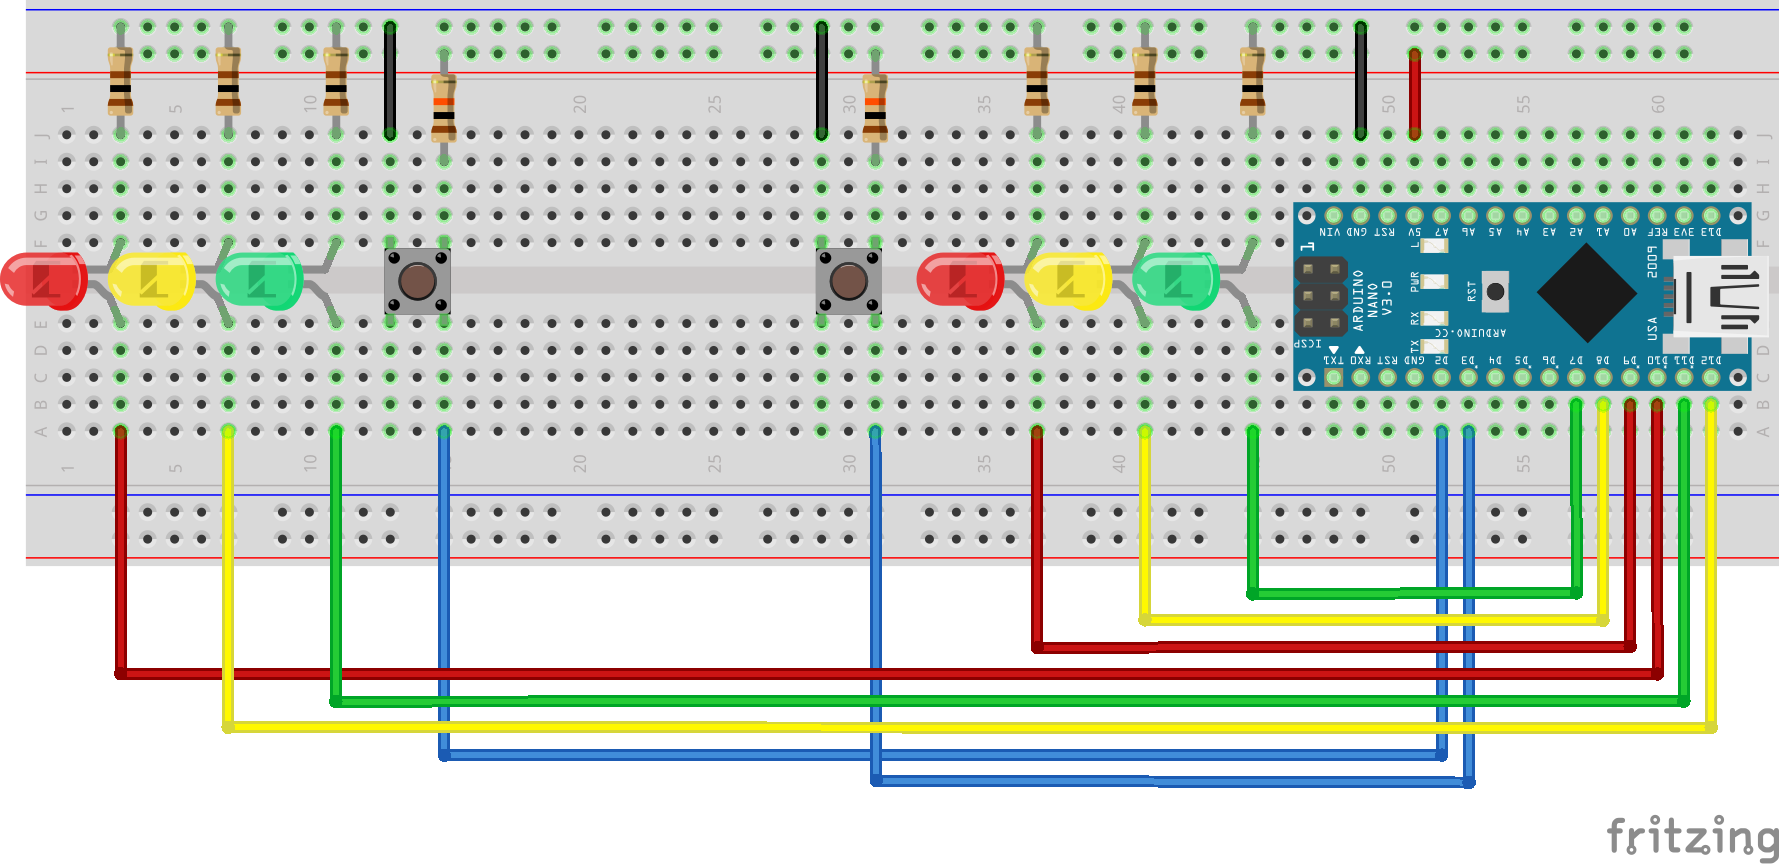 1 5 10 20 25 30 35 40 50 55 60
J J
I I
H H
G G
VIN GND RST 5V A7 A6 A5 A4 A3 A2 A1 A0 REF 3V3 D13
F F
1 L
ARDUINO
NANO
V3.0
PWR
RST
RX
TX
ARDUINO.CC
2009
USA
ICSP
E E
D D
TX1 RX0 RST GND D2 D3 D4 D5 D6 D7 D8 D9 D10 D11 D12
C C
B B
A A
1 5 10 20 25 30 35 40 50 55
fritzing